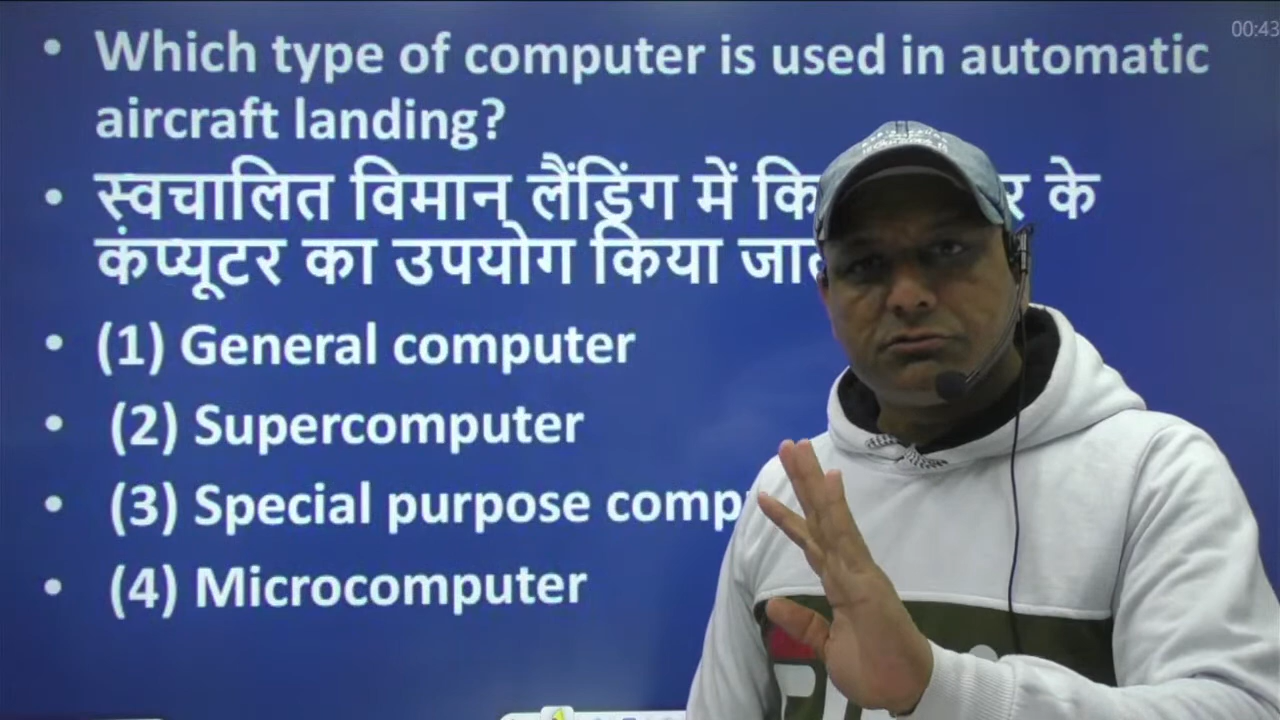 00:43
• Which type of computer is used in automatic
aircraft landing?
• स्वचालित विमान लैंडिंग में के
कंप्यूटर का उपयोग किया
• (1) General computer
• (2) Supercomputer
• (3) Special purpose
• (4) Microcomputer